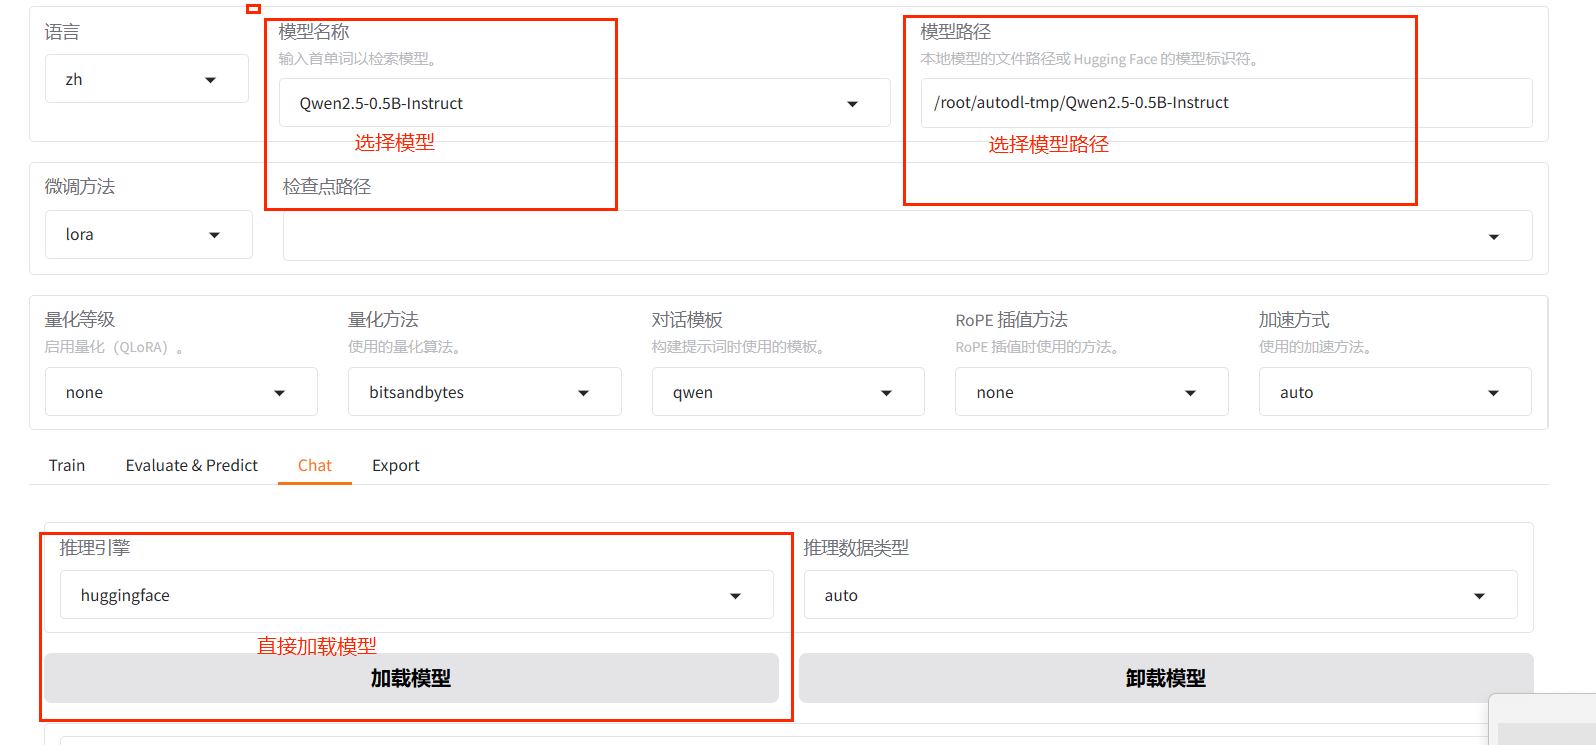 语言
zh
模型名称
输入首单词以检索模型。
Qwen2.5-0.5B-Instruct
选择模型
模型路径
本地模型的文件路径或 Hugging Face 的模型标识符。
/root/autodl-tmp/Qwen2.5-0.5B-Instruct
选择模型路径
微调方法
lora
检查点路径
量化等级
启用量化（QLoRA）。
none
量化方法
使用的量化算法。
bitsandbytes
对话模板
构建提示词时使用的模板。
qwen
RoPE 插值方法
RoPE 插值时使用的方法。
none
加速方式
使用的加速方法。
auto
Train
Evaluate & Predict
Chat
Export
推理引擎
huggingface
推理数据类型
auto
直接加载模型
加载模型
卸载模型